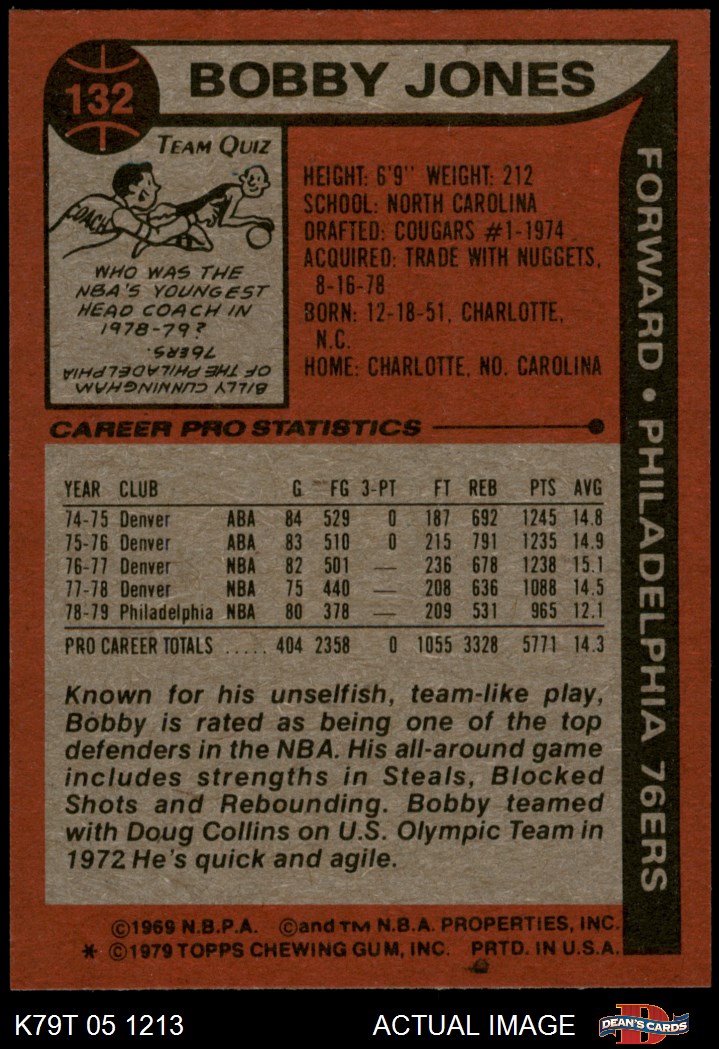 132
BOBBY JONES
TEAM QUIZ
COACH
WHO WAS THE
NBA'S YOUNGEST
HEAD COACH IN
1978-79?
BILLY CUNNINGHAM
OF THE PHILADELPHIA
76ERS.
HEIGHT: 6'9" WEIGHT: 212
SCHOOL: NORTH CAROLINA
DRAFTED: COUGARS #1-1974
ACQUIRED: TRADE WITH NUGGETS,
8-16-78
BORN: 12-18-51, CHARLOTTE,
N.C.
HOME: CHARLOTTE, NO. CAROLINA
FORWARD • PHILADELPHIA 76ERS
CAREER PRO STATISTICS
YEAR CLUB G FG 3-PT FT REB PTS AVG
74-75 Denver ABA 84 529 0 187 692 1245 14.8
75-76 Denver ABA 83 510 0 215 791 1235 14.9
76-77 Denver NBA 82 501 — 236 678 1238 15.1
77-78 Denver NBA 75 440 — 208 636 1088 14.5
78-79 Philadelphia NBA 80 378 — 209 531 965 12.1
PRO CAREER TOTALS ..... 404 2358 0 1055 3328 5771 14.3
Known for his unselfish, team-like play,
Bobby is rated as being one of the top
defenders in the NBA. His all-around game
includes strengths in Steals, Blocked
Shots and Rebounding. Bobby teamed
with Doug Collins on U.S. Olympic Team in
1972 He's quick and agile.
©1969 N.B.P.A. ©and TM N.B.A. PROPERTIES, INC.
* ©1979 TOPPS CHEWING GUM, INC. PRTD. IN U.S.A.
K79T 05 1213 ACTUAL IMAGE DEAN'S CARDS